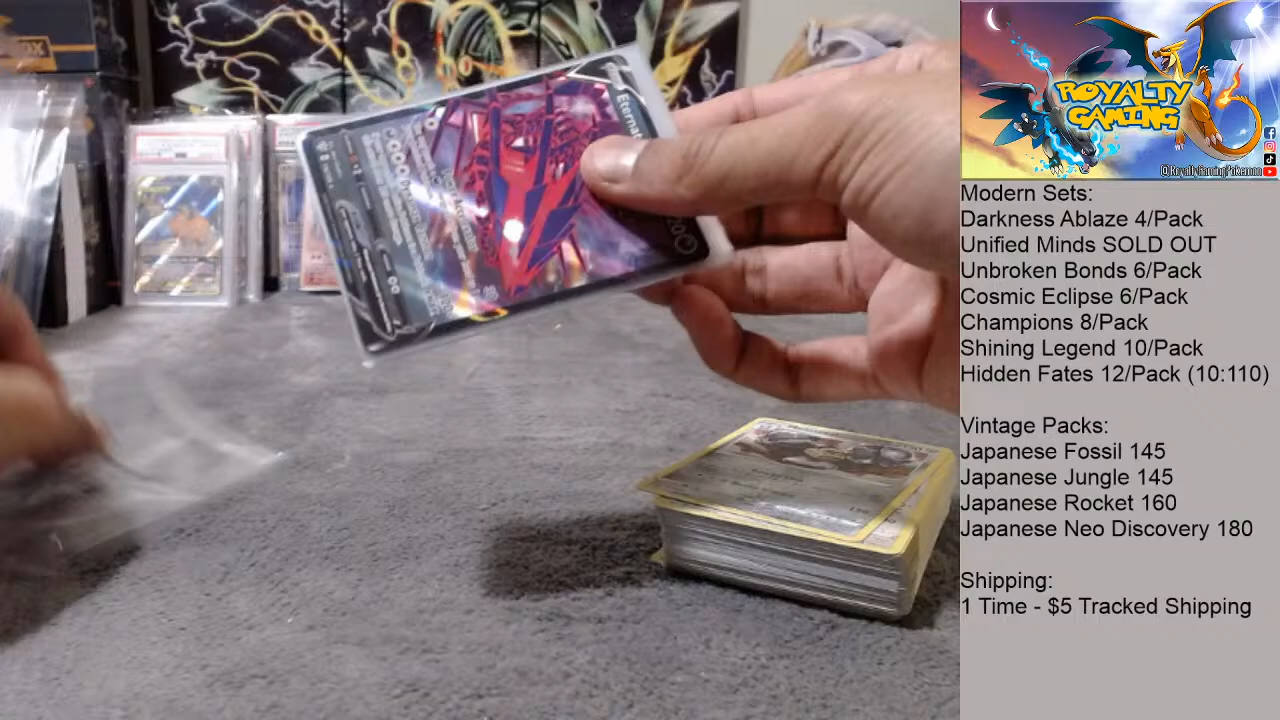 ROYALTY
GAMING
@RoyaltyGamingPokemon
Modern Sets:
Darkness Ablaze 4/Pack
Unified Minds SOLD OUT
Unbroken Bonds 6/Pack
Cosmic Eclipse 6/Pack
Champions 8/Pack
Shining Legend 10/Pack
Hidden Fates 12/Pack (10:110)
Vintage Packs:
Japanese Fossil 145
Japanese Jungle 145
Japanese Rocket 160
Japanese Neo Discovery 180
Shipping:
1 Time - $5 Tracked Shipping